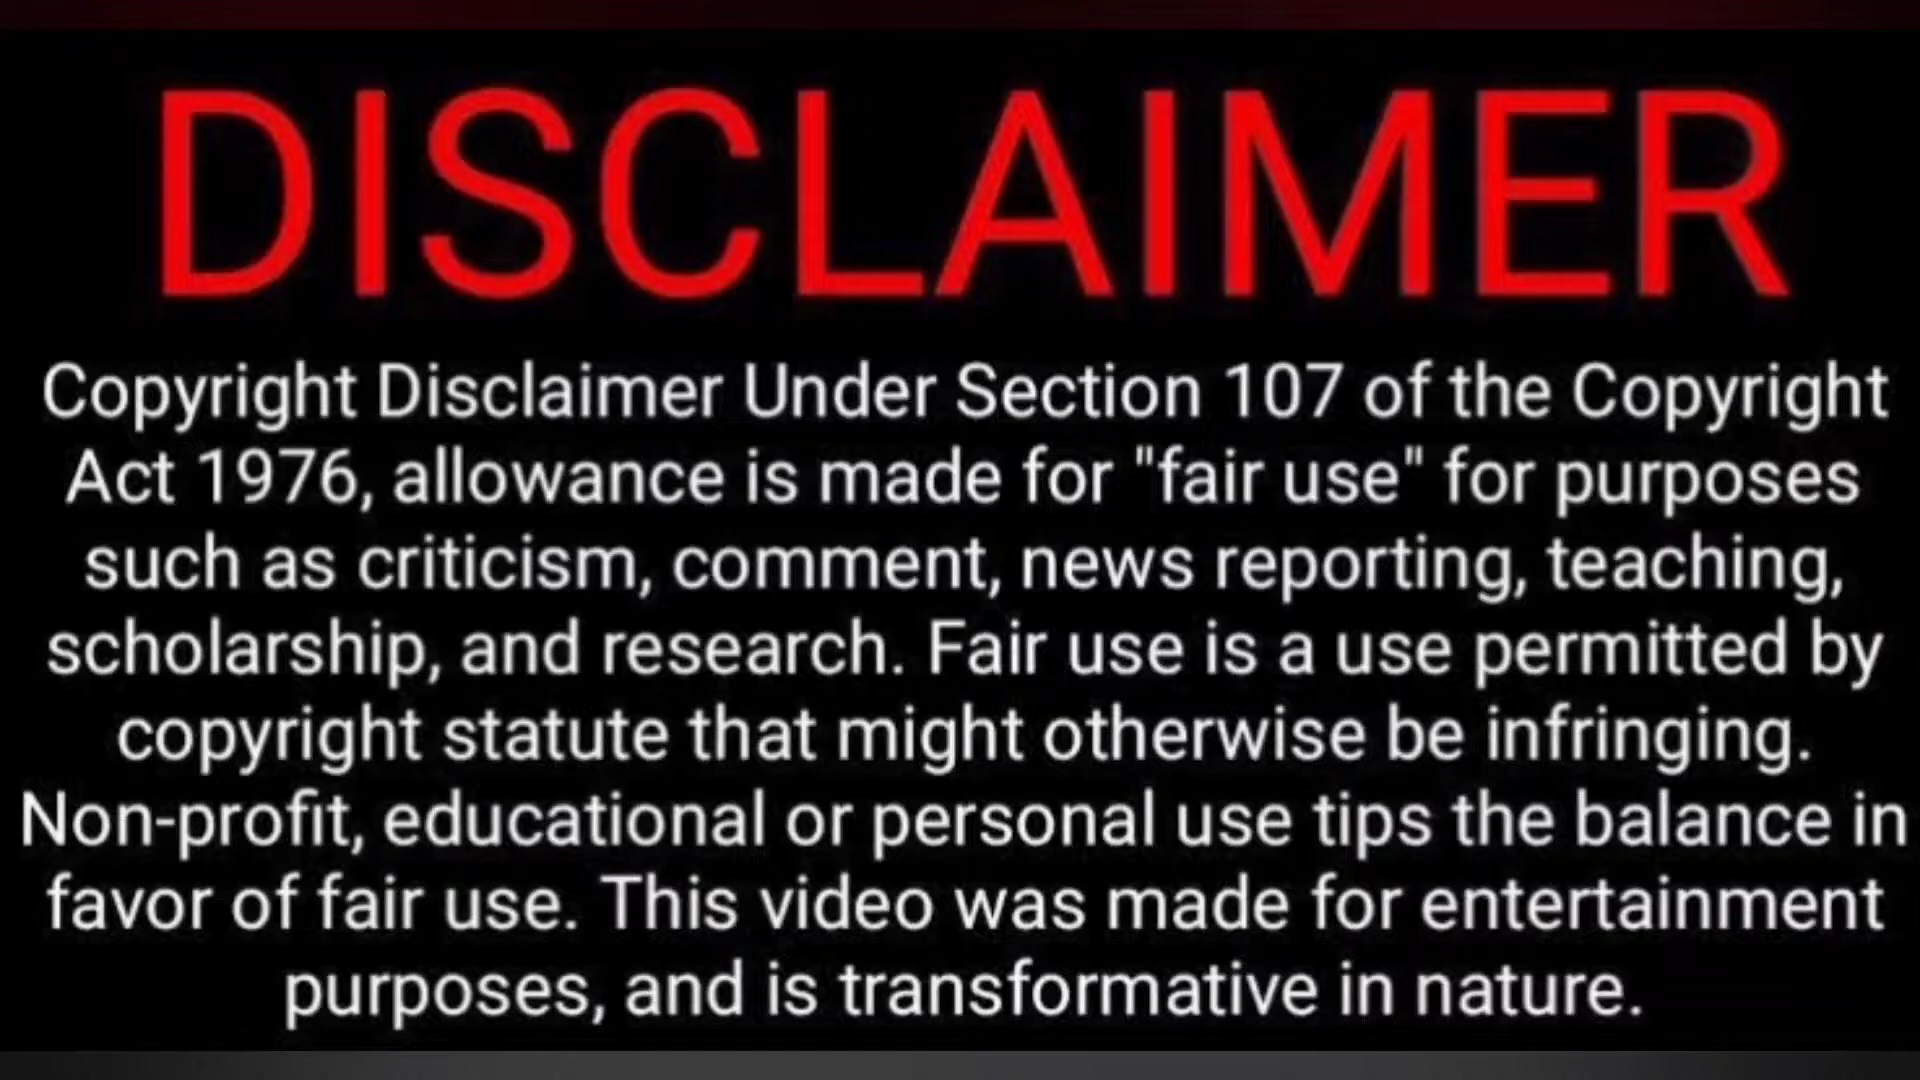 DISCLAIMER
Copyright Disclaimer Under Section 107 of the Copyright
Act 1976, allowance is made for "fair use" for purposes
such as criticism, comment, news reporting, teaching,
scholarship, and research. Fair use is a use permitted by
copyright statute that might otherwise be infringing.
Non-profit, educational or personal use tips the balance in
favor of fair use. This video was made for entertainment
purposes, and is transformative in nature.